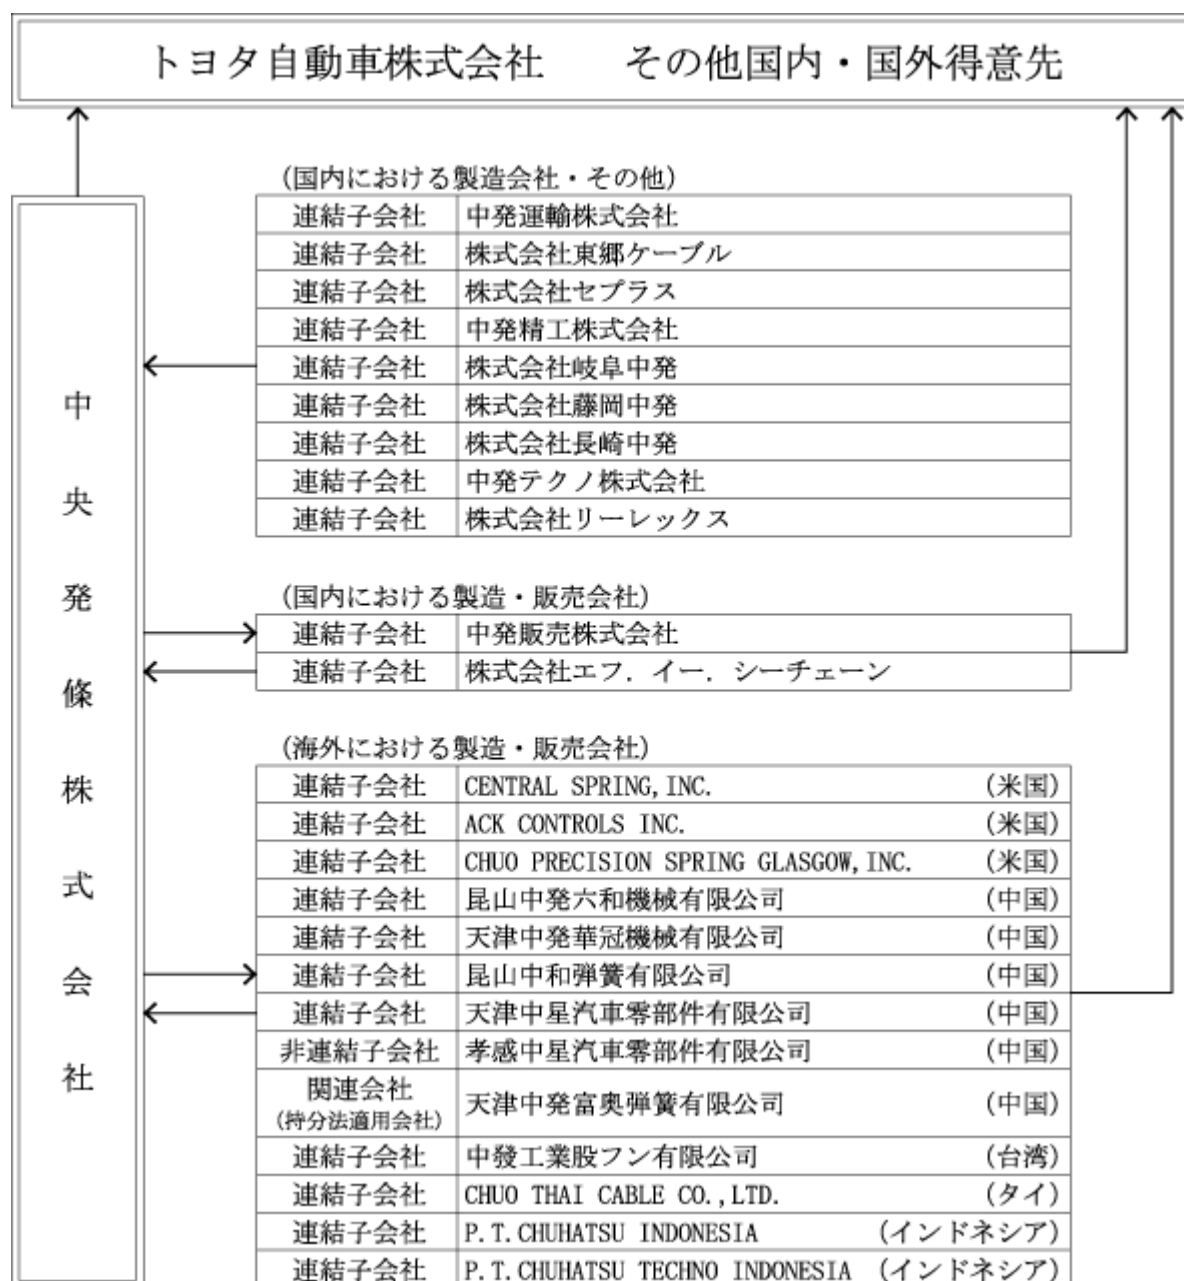 トヨタ自動車株式会社　　その他国内・国外得意先
中央発條株式会社
（国内における製造会社・その他）
連結子会社 中発運輸株式会社
連結子会社 株式会社東郷ケーブル
連結子会社 株式会社セプラス
連結子会社 中発精工株式会社
連結子会社 株式会社岐阜中発
連結子会社 株式会社藤岡中発
連結子会社 株式会社長崎中発
連結子会社 中発テクノ株式会社
連結子会社 株式会社リーレックス
（国内における製造・販売会社）
連結子会社 中発販売株式会社
連結子会社 株式会社エフ．イー．シーチェーン
（海外における製造・販売会社）
連結子会社 CENTRAL SPRING,INC. （米国）
連結子会社 ACK CONTROLS INC. （米国）
連結子会社 CHUO PRECISION SPRING GLASGOW,INC. （米国）
連結子会社 昆山中発六和機械有限公司 （中国）
連結子会社 天津中発華冠機械有限公司 （中国）
連結子会社 昆山中和弾簧有限公司 （中国）
連結子会社 天津中星汽車零部件有限公司 （中国）
非連結子会社 孝感中星汽車零部件有限公司 （中国）
関連会社
（持分法適用会社） 天津中発富奥弾簧有限公司 （中国）
連結子会社 中發工業股フン有限公司 （台湾）
連結子会社 CHUO THAI CABLE CO.,LTD. （タイ）
連結子会社 P.T.CHUHATSU INDONESIA （インドネシア）
連結子会社 P.T.CHUHATSU TECHNO INDONESIA （インドネシア）